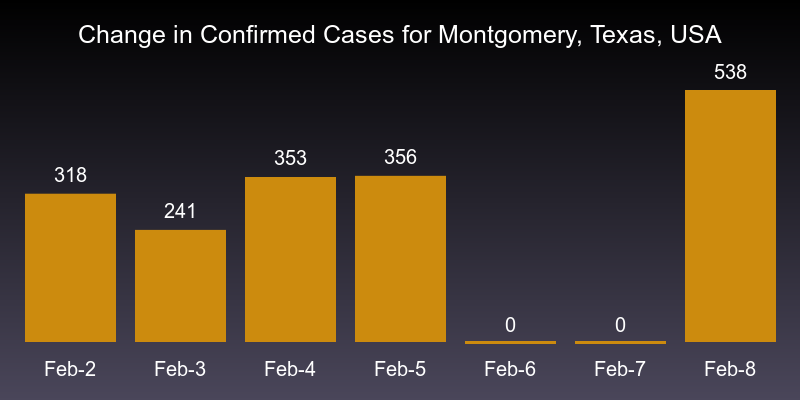 Change in Confirmed Cases for Montgomery, Texas, USA
538
353
356
318
241
0
0
Feb-2
Feb-3
Feb-4
Feb-5
Feb-6
Feb-7
Feb-8